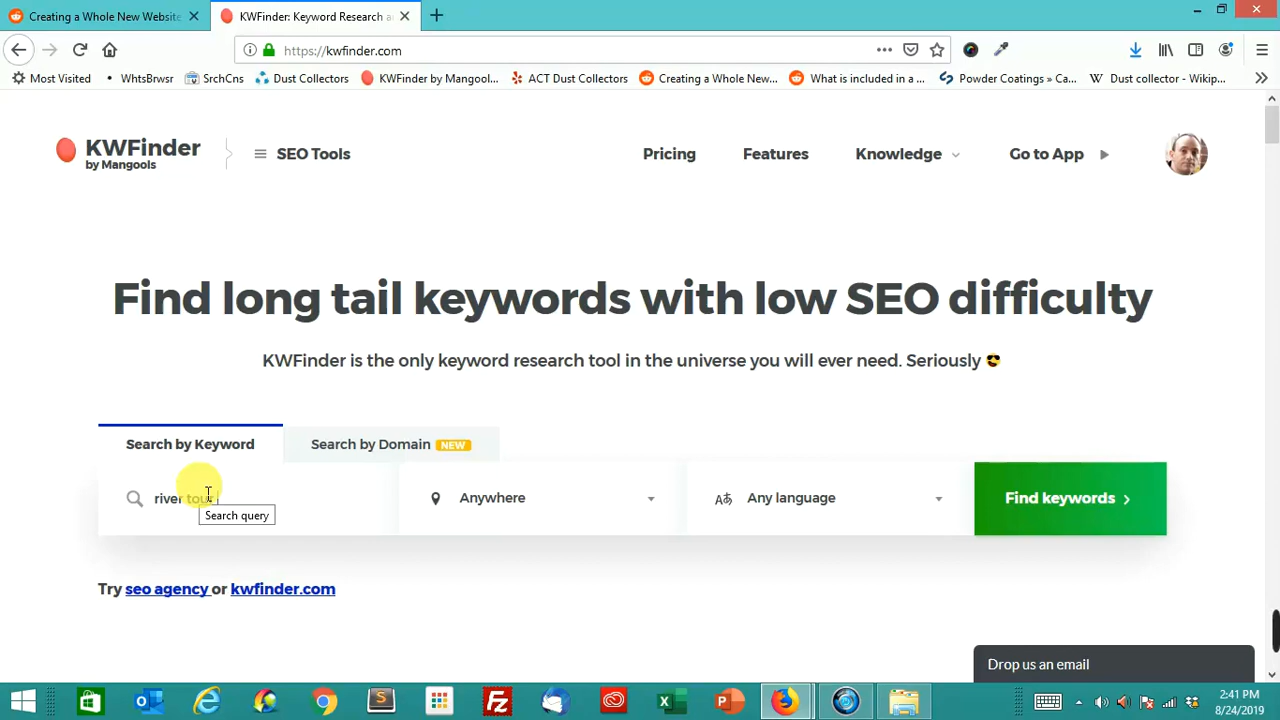 Creating a Whole New Website
KWFinder: Keyword Research a
https://kwfinder.com
Most Visited
WhtsBrwsr
SrchCns
Dust Collectors
KWFinder by Mangool...
ACT Dust Collectors
Creating a Whole New...
What is included in a ...
Powder Coatings » Ca...
Dust collector - Wikip...
KWFinder
by Mangools
SEO Tools
Pricing
Features
Knowledge
Go to App
Find long tail keywords with low SEO difficulty
KWFinder is the only keyword research tool in the universe you will ever need. Seriously 😎
Search by Keyword
Search by Domain NEW
river tour
Anywhere
Any language
Find keywords
Search query
Try seo agency or kwfinder.com
Drop us an email
2:41 PM
8/24/2019